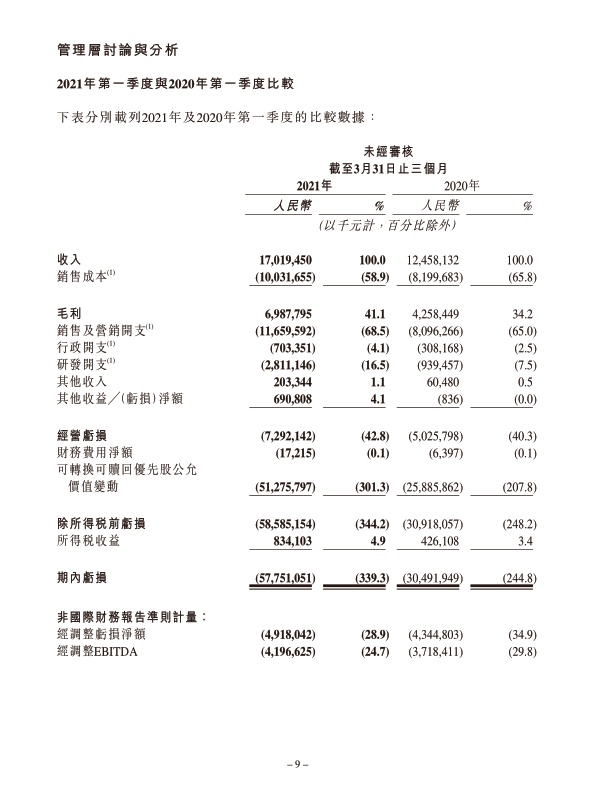 管理層討論與分析
2021年第一季度與2020年第一季度比較
下表分別載列2021年及2020年第一季度的比較數據：
未經審核
截至3月31日止三個月
2021年 2020年
人民幣 % 人民幣 %
(以千元計，百分比除外)
收入 17,019,450 100.0 12,458,132 100.0
銷售成本(1) (10,031,655) (58.9) (8,199,683) (65.8)
毛利 6,987,795 41.1 4,258,449 34.2
銷售及營銷開支(1) (11,659,592) (68.5) (8,096,266) (65.0)
行政開支(1) (703,351) (4.1) (308,168) (2.5)
研發開支(1) (2,811,146) (16.5) (939,457) (7.5)
其他收入 203,344 1.1 60,480 0.5
其他收益╱(虧損)淨額 690,808 4.1 (836) (0.0)
經營虧損 (7,292,142) (42.8) (5,025,798) (40.3)
財務費用淨額 (17,215) (0.1) (6,397) (0.1)
可轉換可贖回優先股公允
價值變動 (51,275,797) (301.3) (25,885,862) (207.8)
除所得稅前虧損 (58,585,154) (344.2) (30,918,057) (248.2)
所得稅收益 834,103 4.9 426,108 3.4
期內虧損 (57,751,051) (339.3) (30,491,949) (244.8)
非國際財務報告準則計量：
經調整虧損淨額 (4,918,042) (28.9) (4,344,803) (34.9)
經調整EBITDA (4,196,625) (24.7) (3,718,411) (29.8)
– 9 –